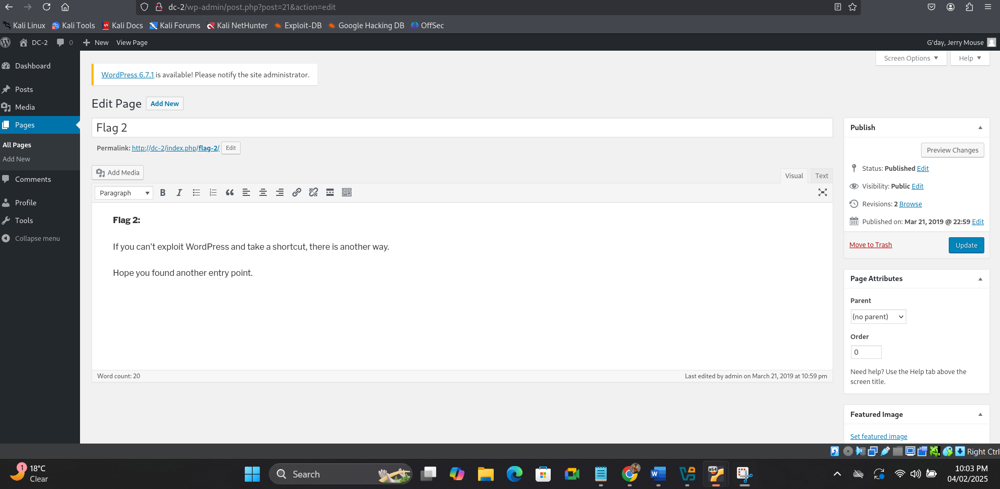 dc-2/wp-admin/post.php?post=21&action=edit
Kali Linux Kali Tools Kali Docs Kali Forums Kali NetHunter Exploit-DB Google Hacking DB OffSec
DC-2 0 New View Page G'day, Jerry Mouse
Screen Options Help
Dashboard
Posts
Media
Pages
All Pages
Add New
Comments
Profile
Tools
Collapse menu
WordPress 6.7.1 is available! Please notify the site administrator.
Edit Page Add New
Flag 2
Permalink: http://dc-2/index.php/flag-2/ Edit
Add Media
Visual Text
Paragraph B I
Flag 2:
If you can't exploit WordPress and take a shortcut, there is another way.
Hope you found another entry point.
Word count: 20 Last edited by admin on March 21, 2019 at 10:59 pm
Publish
Preview Changes
Status: Published Edit
Visibility: Public Edit
Revisions: 2 Browse
Published on: Mar 21, 2019 @ 22:59 Edit
Move to Trash Update
Page Attributes
Parent
(no parent)
Order
0
Need help? Use the Help tab above the
screen title.
Featured Image
Set featured image
Right Ctrl
1
18°C
Clear
Search
X64
10:03 PM
04/02/2025